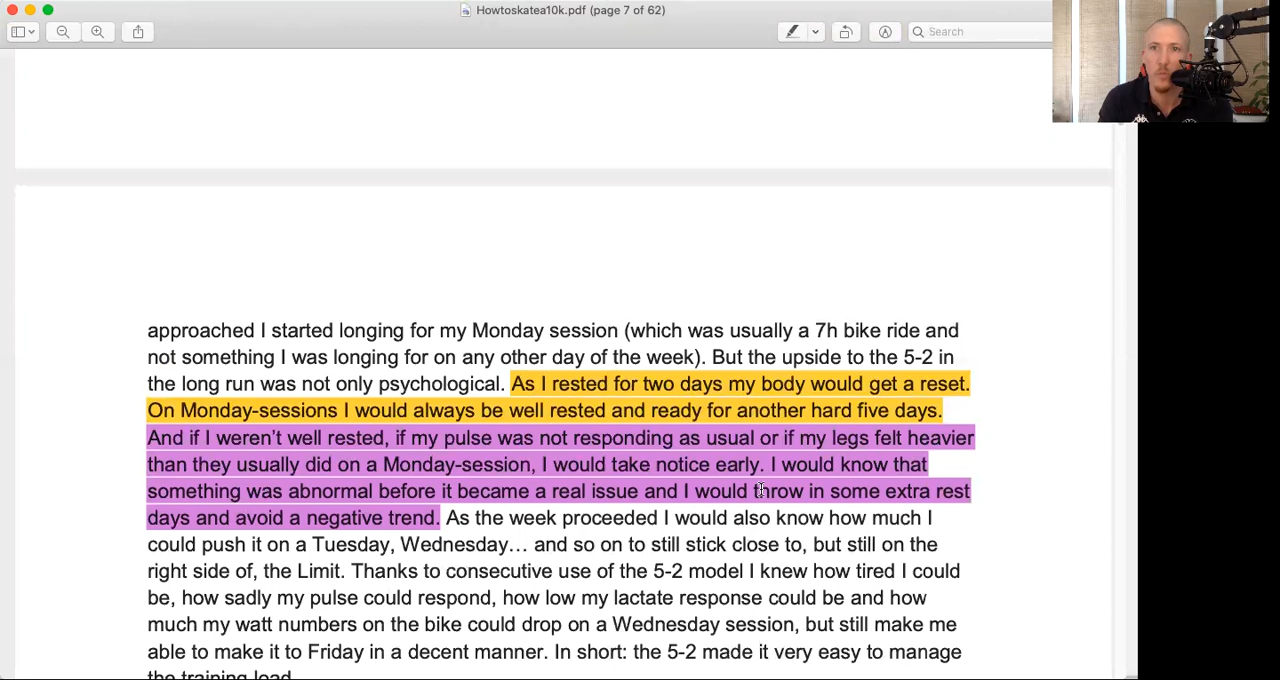 Howtoskatea10k.pdf (page 7 of 62)
Search
approached I started longing for my Monday session (which was usually a 7h bike ride and
not something I was longing for on any other day of the week). But the upside to the 5-2 in
the long run was not only psychological. As I rested for two days my body would get a reset.
On Monday-sessions I would always be well rested and ready for another hard five days.
And if I weren’t well rested, if my pulse was not responding as usual or if my legs felt heavier
than they usually did on a Monday-session, I would take notice early. I would know that
something was abnormal before it became a real issue and I would throw in some extra rest
days and avoid a negative trend. As the week proceeded I would also know how much I
could push it on a Tuesday, Wednesday… and so on to still stick close to, but still on the
right side of, the Limit. Thanks to consecutive use of the 5-2 model I knew how tired I could
be, how sadly my pulse could respond, how low my lactate response could be and how
much my watt numbers on the bike could drop on a Wednesday session, but still make me
able to make it to Friday in a decent manner. In short: the 5-2 made it very easy to manage
the training load